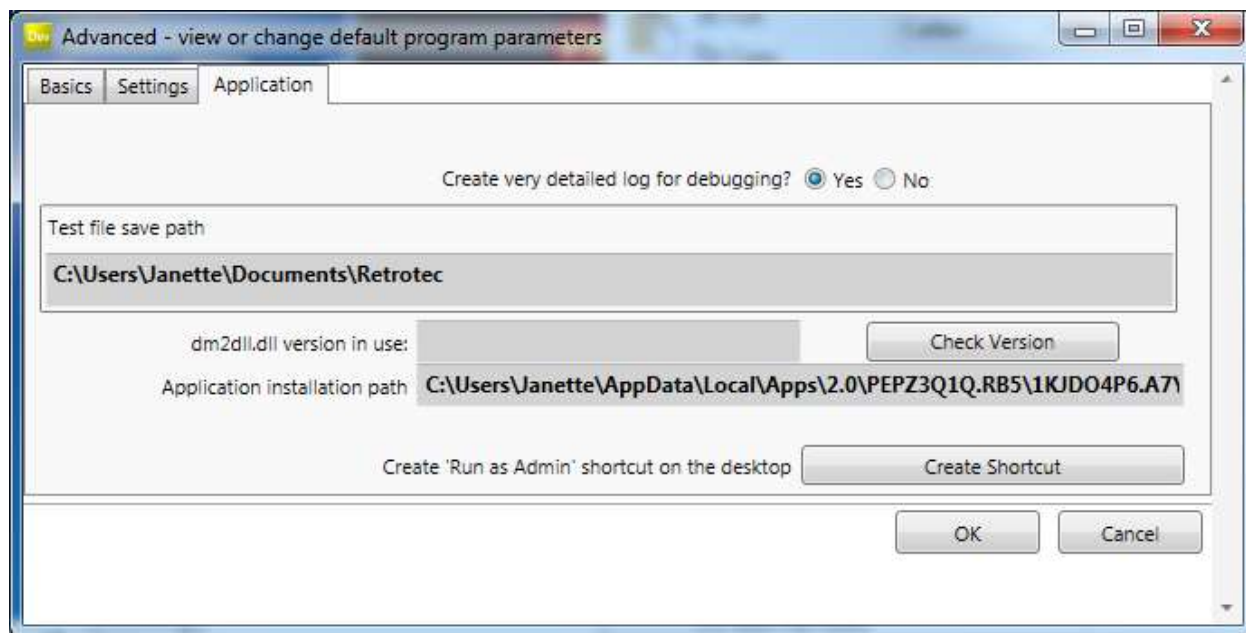 Dev Advanced - view or change default program parameters
Basics Settings Application
Create very detailed log for debugging? Yes No
Test file save path
C:\Users\Janette\Documents\Retrotec
dm2dll.dll version in use: Check Version
Application installation path C:\Users\Janette\AppData\Local\Apps\2.0\PEPZ3Q1Q.RB5\1KJDO4P6.A7\
Create 'Run as Admin' shortcut on the desktop Create Shortcut
OK Cancel